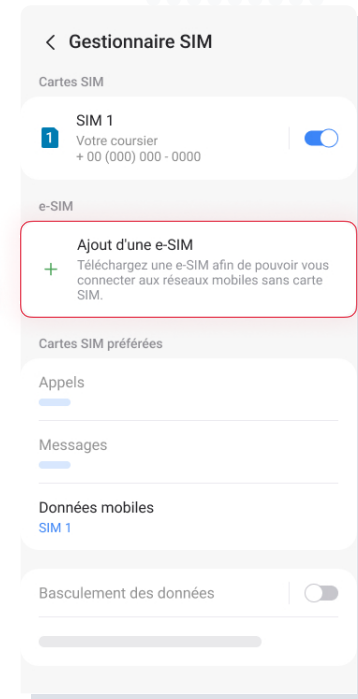 Gestionnaire SIM
Cartes SIM
SIM 1
1
Votre coursier
+ 00 (000) 000 - 0000
e-SIM
Ajout d'une e-SIM
Téléchargez une e-SIM afin de pouvoir vous
connecter aux réseaux mobiles sans carte
SIM.
Cartes SIM préférées
Appels
Messages
Données mobiles
SIM 1
Basculement des données